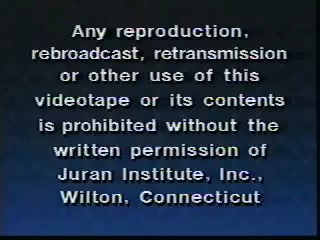 Any reproduction,
rebroadcast, retransmission
or other use of this
videotape or its contents
is prohibited without the
written permission of
Juran Institute, Inc.,
Wilton, Connecticut